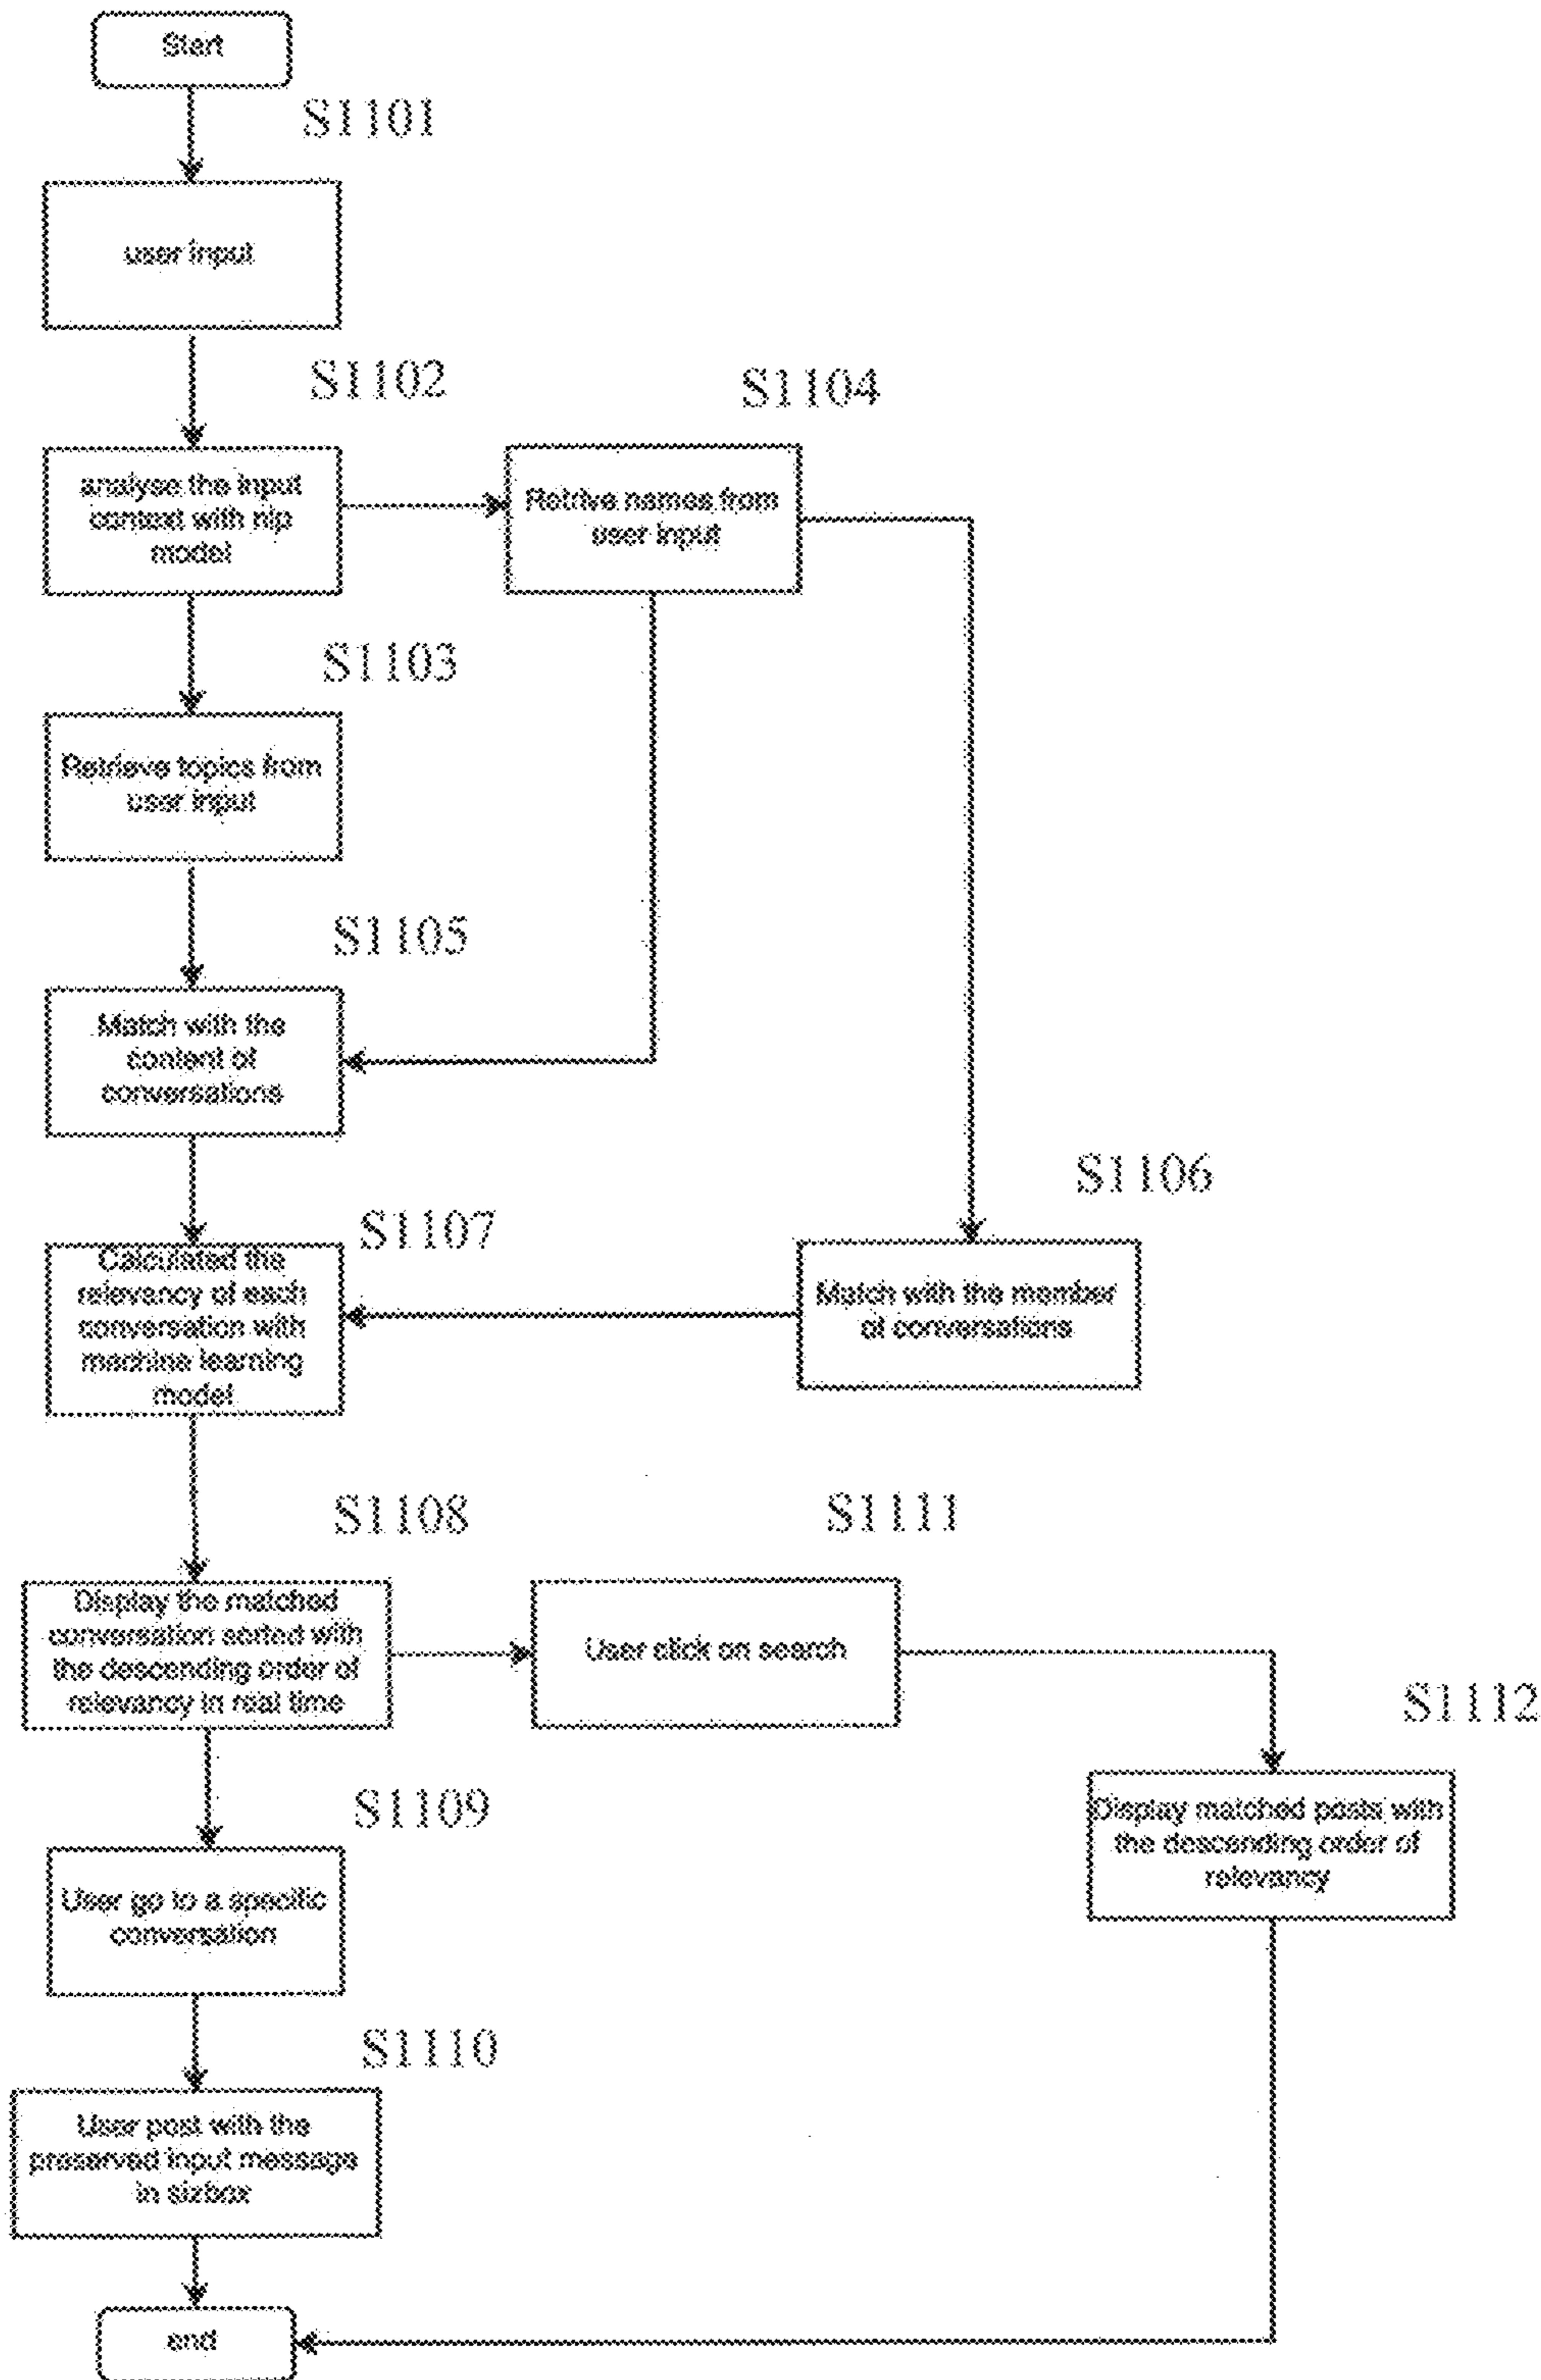 Start
S1101
user input
S1102
S1104
analyse the input
context with nlp
model
Retrive names from
user input
S1103
Retrieve topics from
user input
S1105
Match with the
content of
conversations
S1106
S1107
Calculated the
relevancy of each
conversation with
machine learning
model
Match with the member
of conversations
S1108
S1111
Display the matched
conversation sorted with
the descending order of
relevancy in real time
User click on search
S1112
Display matched posts with
the descending order of
relevancy
S1109
User go to a specific
conversation
S1110
User post with the
preserved input message
in sizbox
end